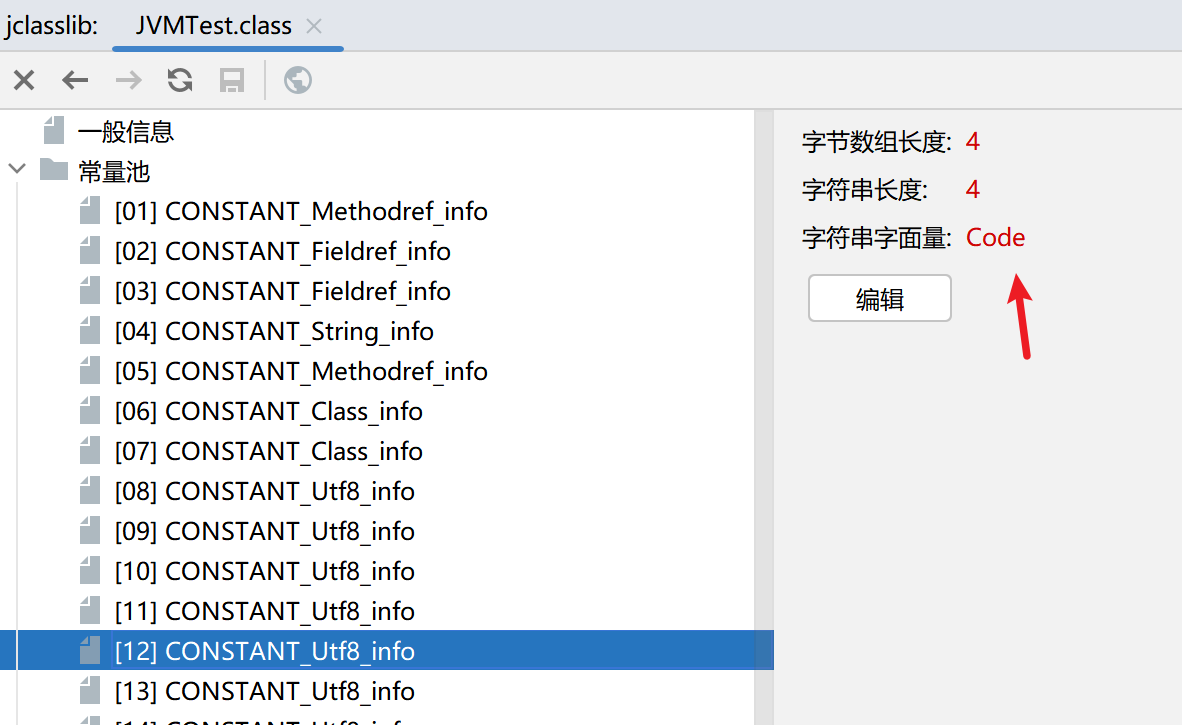 jclasslib: JVMTest.class
一般信息
常量池
[01] CONSTANT_Methodref_info
[02] CONSTANT_Fieldref_info
[03] CONSTANT_Fieldref_info
[04] CONSTANT_String_info
[05] CONSTANT_Methodref_info
[06] CONSTANT_Class_info
[07] CONSTANT_Class_info
[08] CONSTANT_Utf8_info
[09] CONSTANT_Utf8_info
[10] CONSTANT_Utf8_info
[11] CONSTANT_Utf8_info
[12] CONSTANT_Utf8_info
[13] CONSTANT_Utf8_info
字节数组长度: 4
字符串长度: 4
字符串字面量: Code
编辑